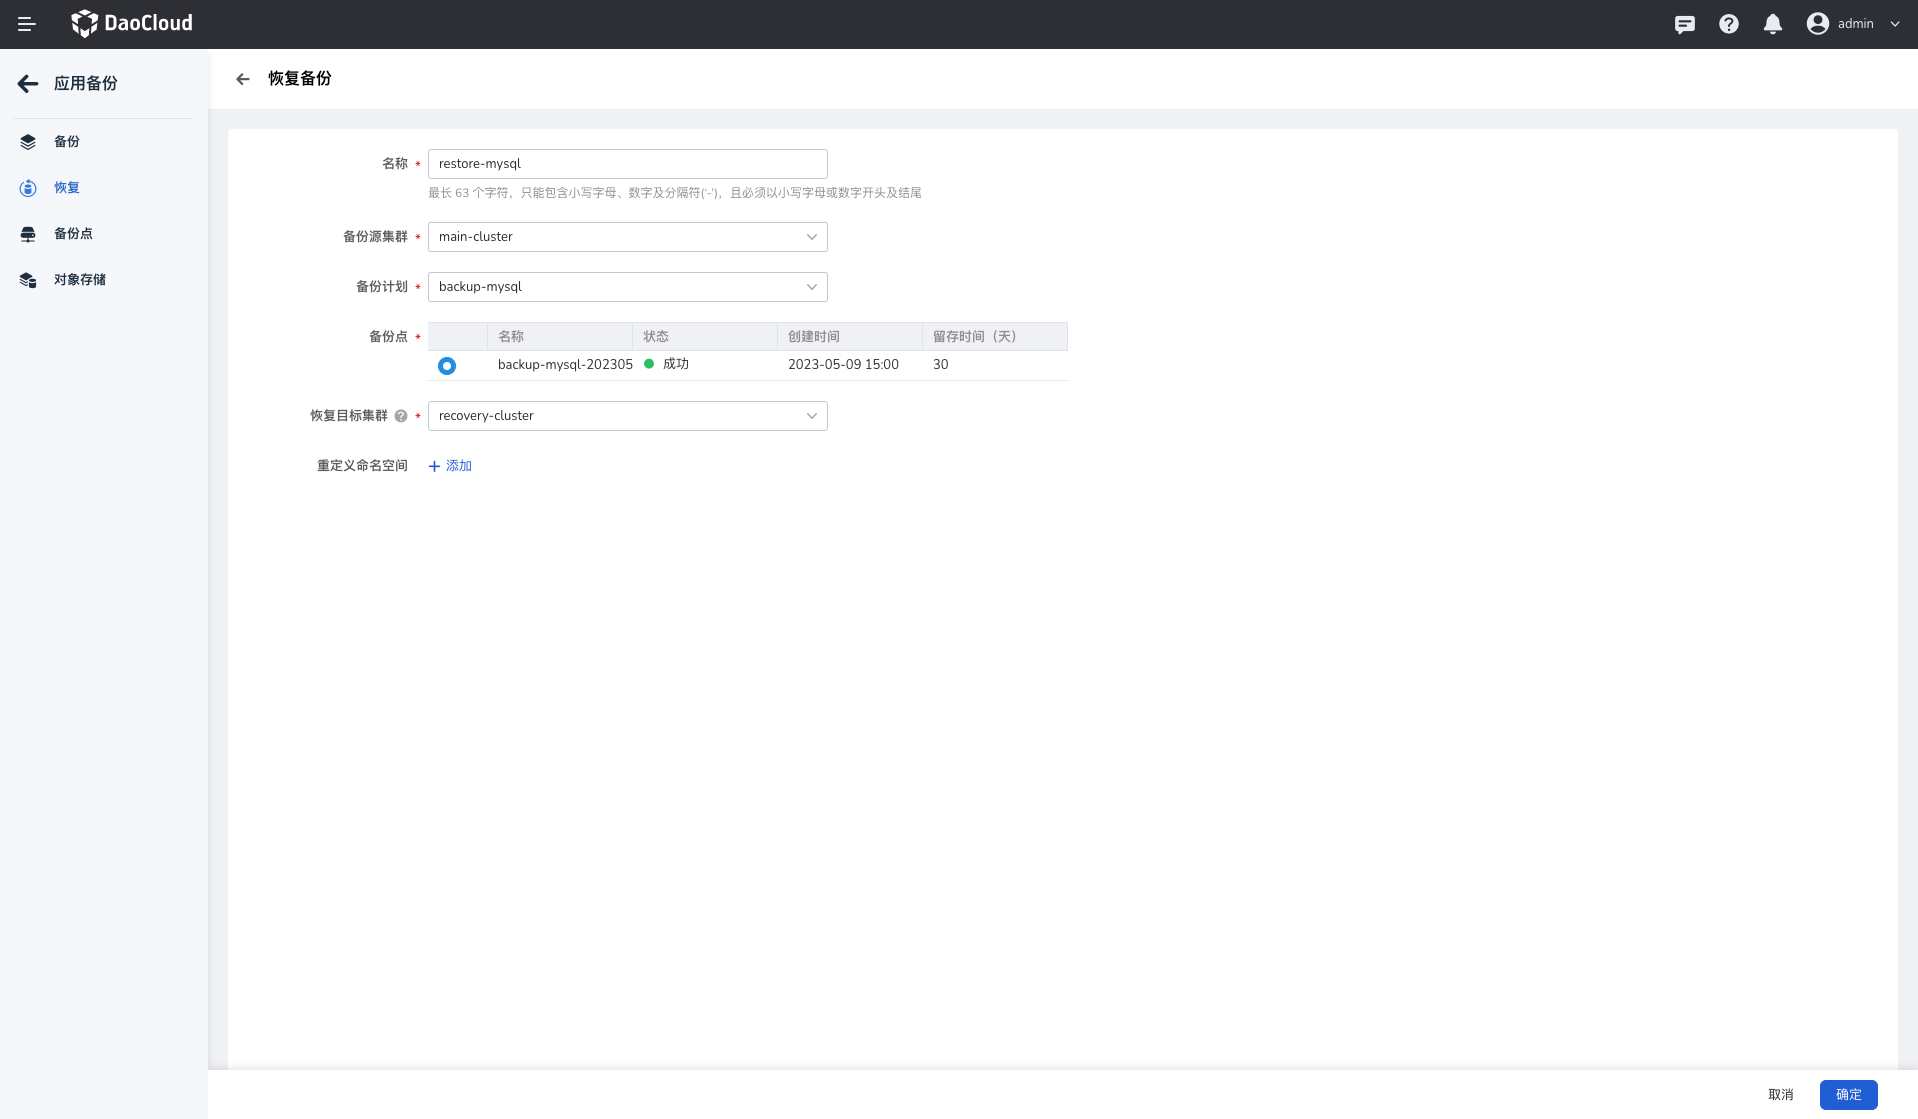 DaoCloud
admin
应用备份
备份
恢复
备份点
对象存储
恢复备份
名称 * restore-mysql
最长 63 个字符，只能包含小写字母、数字及分隔符('-')，且必须以小写字母或数字开头及结尾
备份源集群 * main-cluster
备份计划 * backup-mysql
备份点 * 名称 状态 创建时间 留存时间（天）
backup-mysql-202305 成功 2023-05-09 15:00 30
恢复目标集群 ? * recovery-cluster
重定义命名空间 + 添加
取消 确定